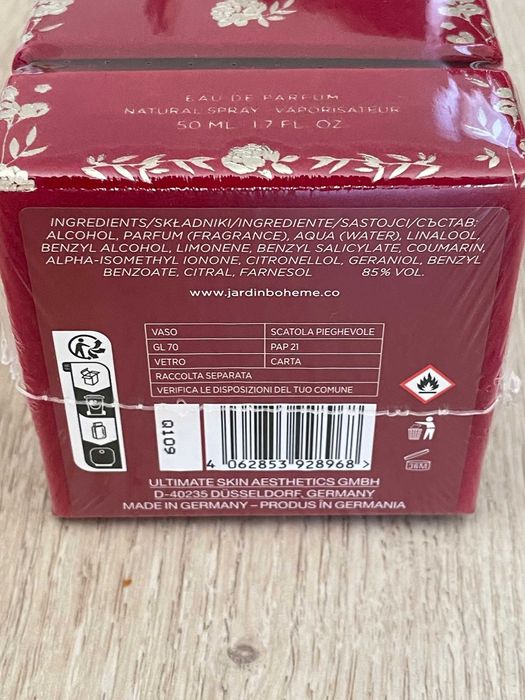 EAU DE PARFUM
NATURAL SPRAY VAPORISATEUR
50 ML 1.7 FL. OZ
INGREDIENTS/SKŁADNIKI/INGREDIENTE/SASTOJCI/СЪСТАВ:
ALCOHOL, PARFUM (FRAGRANCE), AQUA (WATER), LINALOOL,
BENZYL ALCOHOL, LIMONENE, BENZYL SALICYLATE, COUMARIN,
ALPHA-ISOMETHYL IONONE, CITRONELLOL, GERANIOL, BENZYL
BENZOATE, CITRAL, FARNESOL 85% VOL.
www.jardinboheme.co
VASO SCATOLA PIEGHEVOLE
GL 70 PAP 21
VETRO CARTA
RACCOLTA SEPARATA
VERIFICA LE DISPOSIZIONI DEL TUO COMUNE
Q1D9
4 062853 928968 >
36M
ULTIMATE SKIN AESTHETICS GMBH
D-40235 DÜSSELDORF, GERMANY
MADE IN GERMANY – PRODUS ÎN GERMANIA